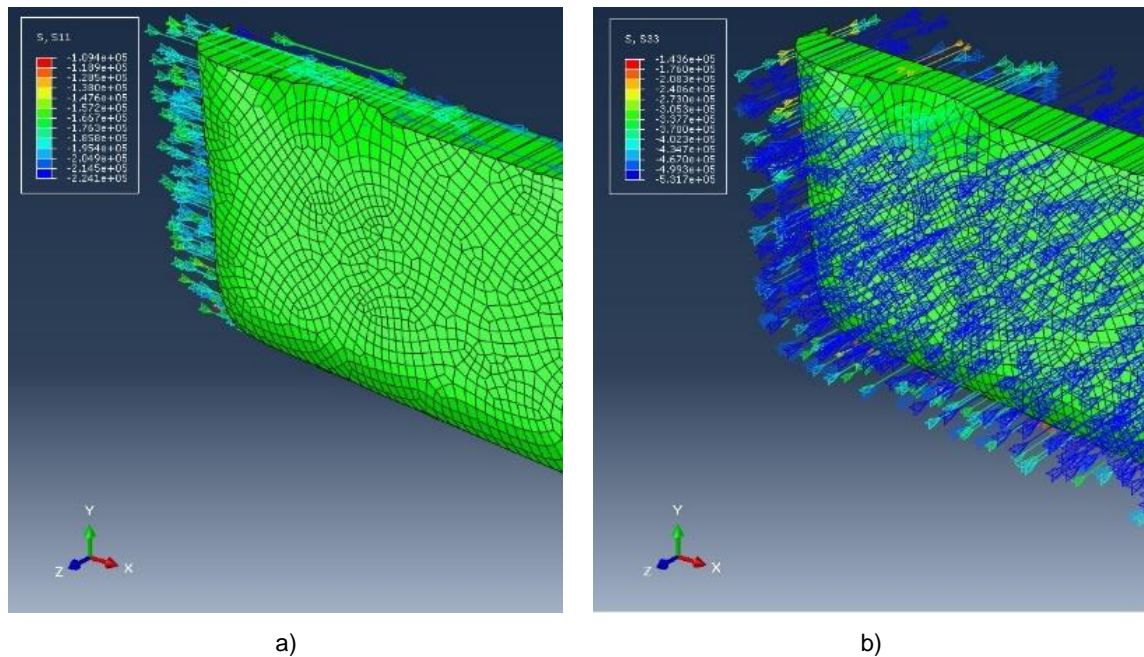 S, S11
-1.094e+05
-1.189e+05
-1.285e+05
-1.380e+05
-1.476e+05
-1.572e+05
-1.667e+05
-1.763e+05
-1.858e+05
-1.954e+05
-2.049e+05
-2.145e+05
-2.241e+05
Y
Z
X
a)
S, S33
-1.436e+05
-1.760e+05
-2.083e+05
-2.406e+05
-2.730e+05
-3.053e+05
-3.377e+05
-3.700e+05
-4.023e+05
-4.347e+05
-4.670e+05
-4.993e+05
-5.317e+05
Y
Z
X
b)